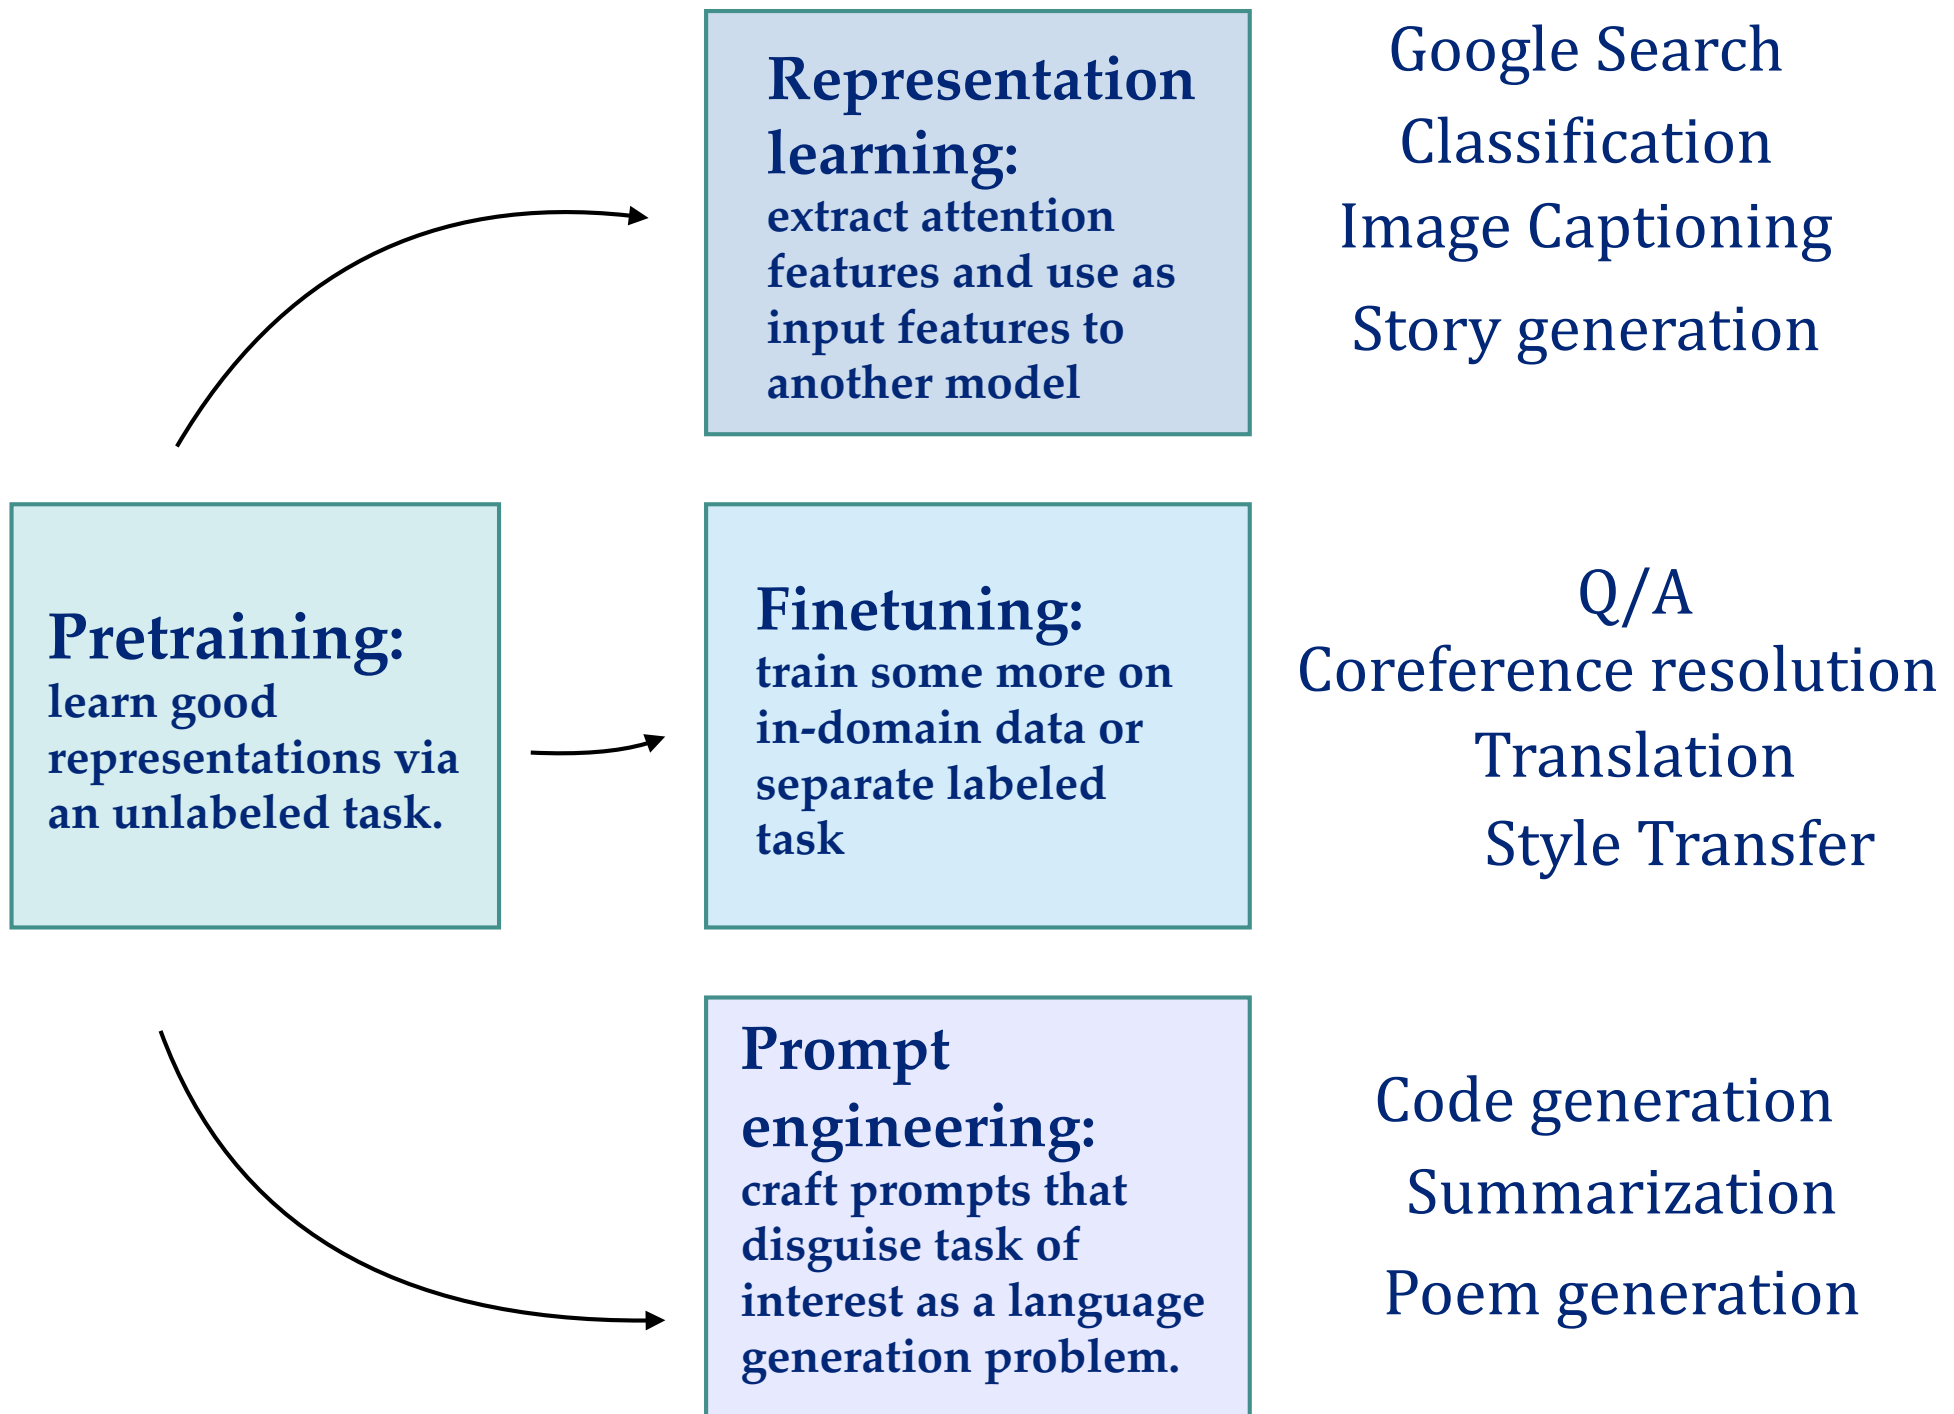 Representation
learning:
extract attention
features and use as
input features to
another model
Google Search
Classification
Image Captioning
Story generation
Pretraining:
learn good
representations via
an unlabeled task.
Finetuning:
train some more on
in-domain data or
separate labeled
task
Q/A
Coreference resolution
Translation
Style Transfer
Prompt
engineering:
craft prompts that
disguise task of
interest as a language
generation problem.
Code generation
Summarization
Poem generation